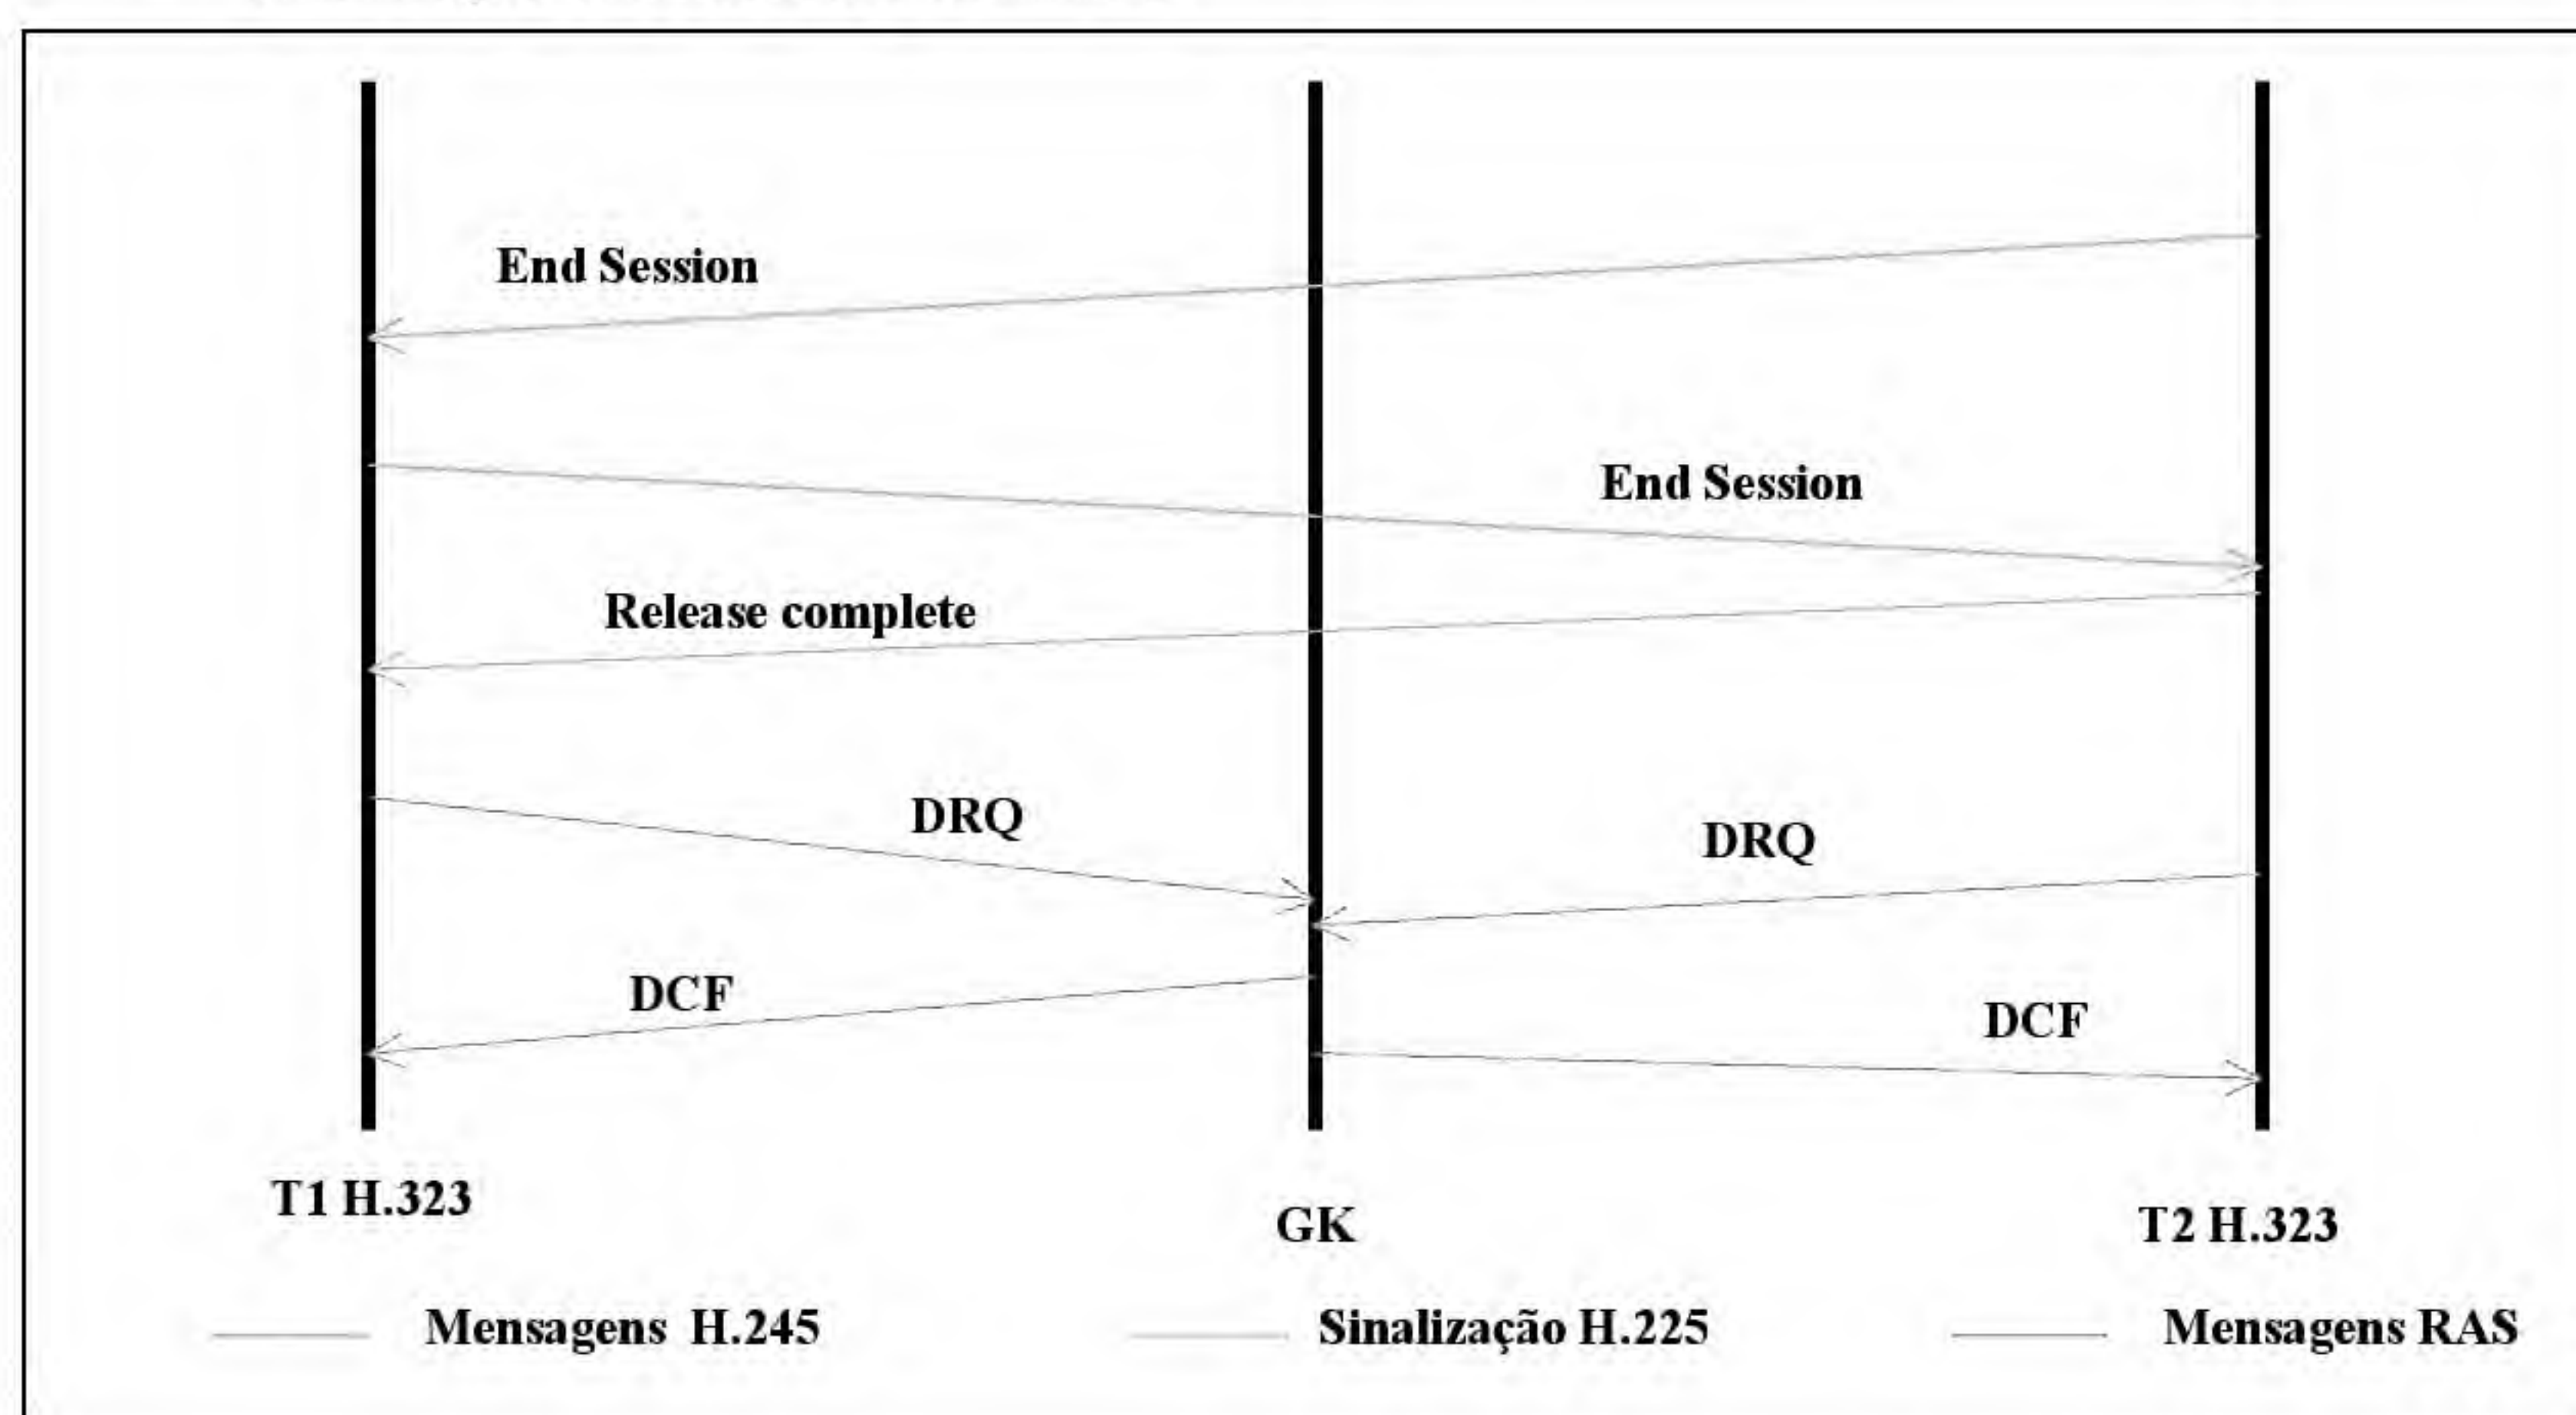 End Session
End Session
Release complete
DRQ
DRQ
DCF
DCF
T1 H.323
GK
T2 H.323
Mensagens H.245
Sinalização H.225
Mensagens RAS